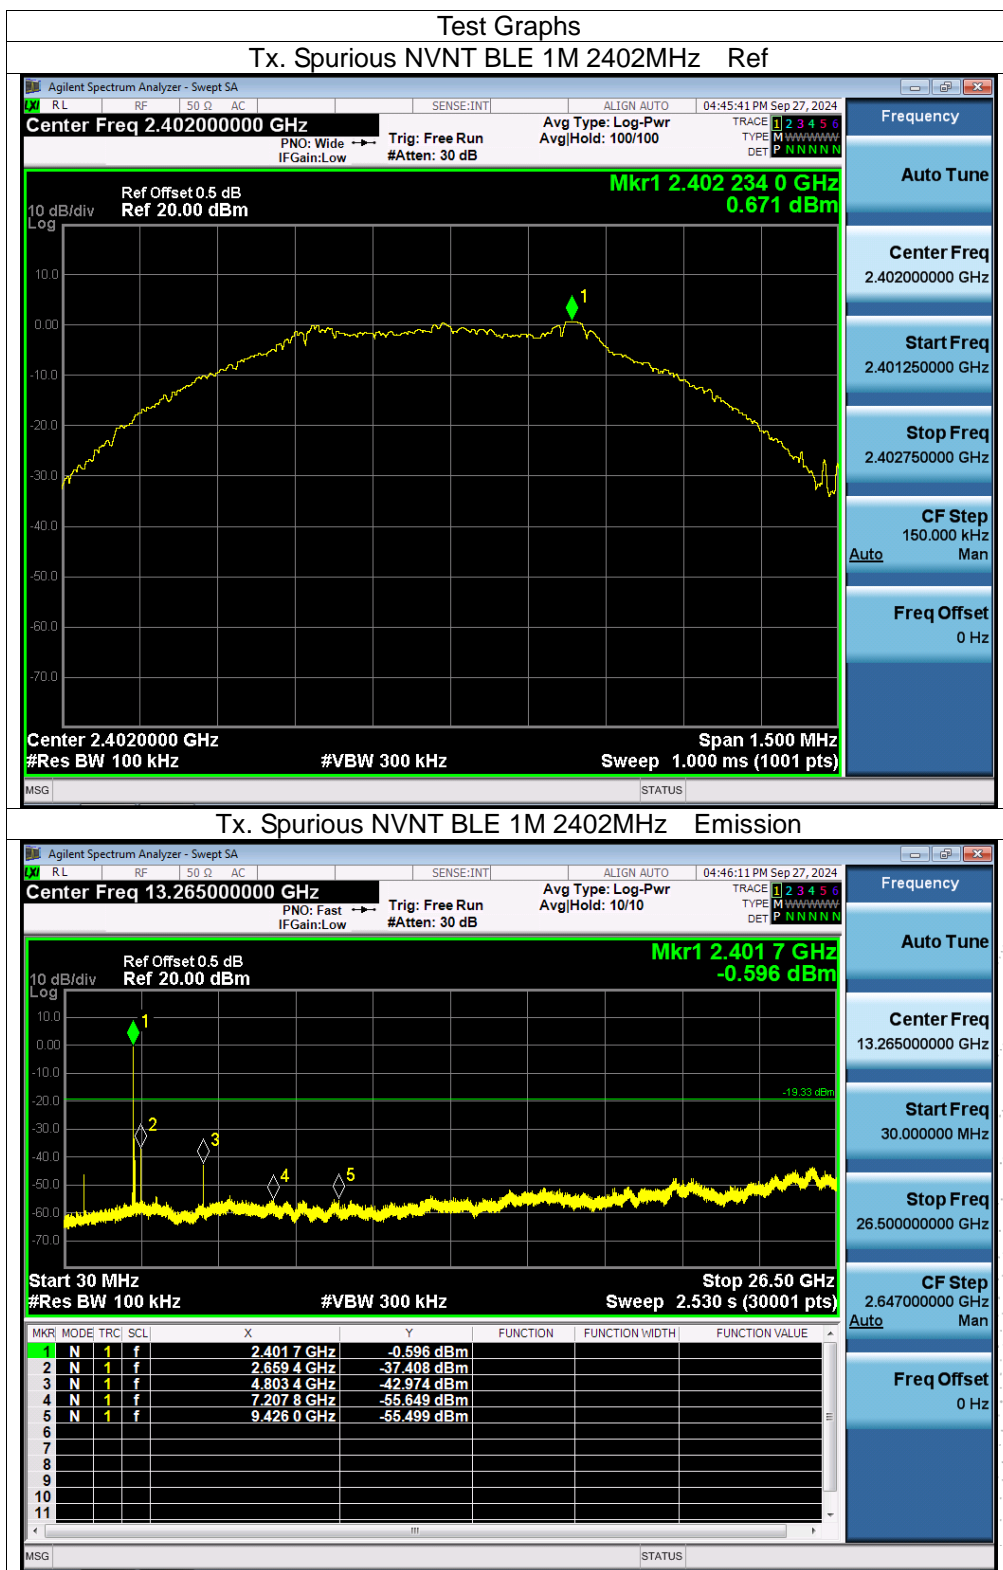 Test Graphs
Tx. Spurious NVNT BLE 1M 2402MHz Ref
Agilent Spectrum Analyzer - Swept SA
LXI RL RF 50 Ω AC SENSE:INT ALIGN AUTO 04:45:41 PM Sep 27, 2024
Center Freq 2.402000000 GHz
PNO: Wide
IFGain:Low
Trig: Free Run
#Atten: 30 dB
Avg Type: Log-Pwr
Avg|Hold: 100/100
TRACE 1 2 3 4 5 6
TYPE M W W W W W
DET P N N N N N
Mkr1 2.402 234 0 GHz
0.671 dBm
Ref Offset 0.5 dB
10 dB/div Ref 20.00 dBm
Log
10.0
0.00
-10.0
-20.0
-30.0
-40.0
-50.0
-60.0
-70.0
1
Center 2.4020000 GHz Span 1.500 MHz
#Res BW 100 kHz #VBW 300 kHz Sweep 1.000 ms (1001 pts)
MSG STATUS
Frequency
Auto Tune
Center Freq
2.402000000 GHz
Start Freq
2.401250000 GHz
Stop Freq
2.402750000 GHz
CF Step
150.000 kHz
Auto Man
Freq Offset
0 Hz
Tx. Spurious NVNT BLE 1M 2402MHz Emission
Agilent Spectrum Analyzer - Swept SA
LXI RL RF 50 Ω AC SENSE:INT ALIGN AUTO 04:46:11 PM Sep 27, 2024
Center Freq 13.265000000 GHz
PNO: Fast
IFGain:Low
Trig: Free Run
#Atten: 30 dB
Avg Type: Log-Pwr
Avg|Hold: 10/10
TRACE 1 2 3 4 5 6
TYPE M W W W W W
DET P N N N N N
Mkr1 2.401 7 GHz
-0.596 dBm
Ref Offset 0.5 dB
10 dB/div Ref 20.00 dBm
Log
10.0
0.00
-10.0
-20.0
-30.0
-40.0
-50.0
-60.0
-70.0
1
2
3
4
5
-19.33 dBm
Start 30 MHz Stop 26.50 GHz
#Res BW 100 kHz #VBW 300 kHz Sweep 2.530 s (30001 pts)
MKR MODE TRC SCL X Y FUNCTION FUNCTION WIDTH FUNCTION VALUE
1 N 1 f 2.401 7 GHz -0.596 dBm
2 N 1 f 2.659 4 GHz -37.408 dBm
3 N 1 f 4.803 4 GHz -42.974 dBm
4 N 1 f 7.207 8 GHz -55.649 dBm
5 N 1 f 9.426 0 GHz -55.499 dBm
6
7
8
9
10
11
MSG STATUS
Frequency
Auto Tune
Center Freq
13.265000000 GHz
Start Freq
30.000000 MHz
Stop Freq
26.500000000 GHz
CF Step
2.647000000 GHz
Auto Man
Freq Offset
0 Hz